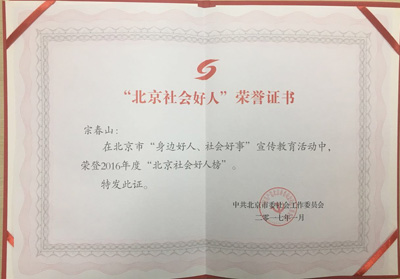 “北京社会好人”荣誉证书
宗春山：
在北京市“身边好人、社会好事”宣传教育活动中，
荣登2016年度“北京社会好人榜”。
特发此证。
中共北京市委社会工作委员会
二〇一七年一月